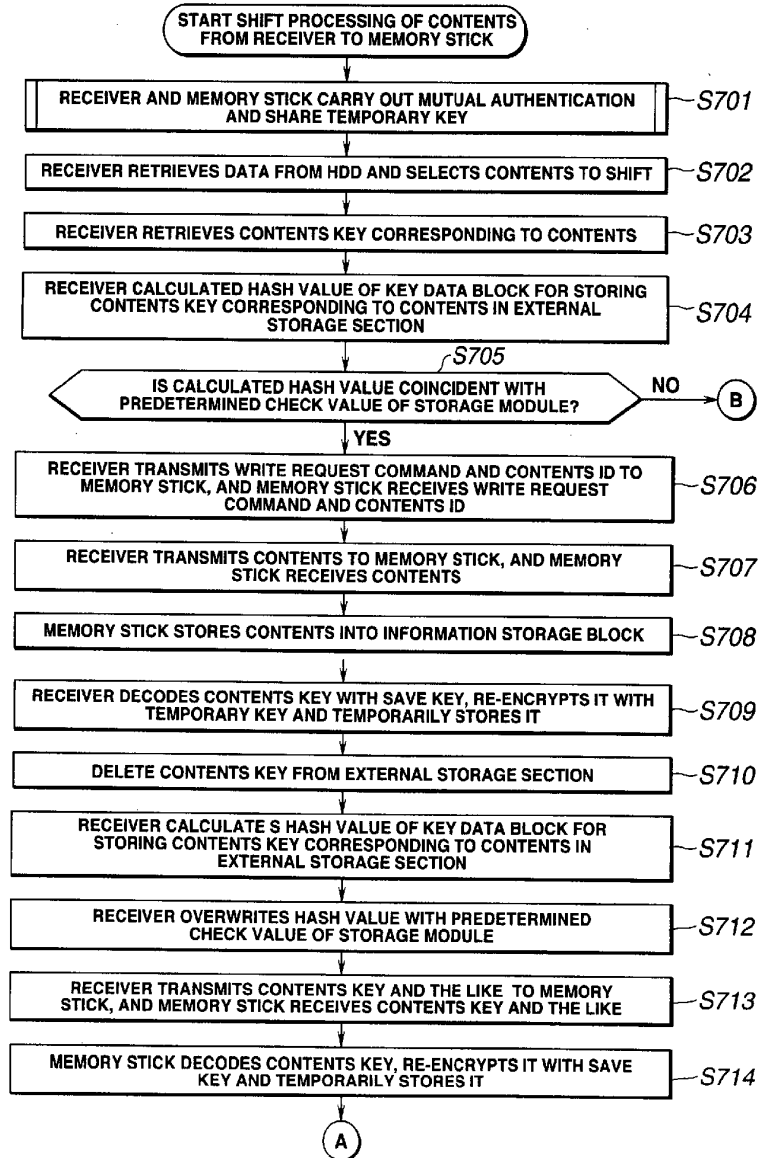 START SHIFT PROCESSING OF CONTENTS
FROM RECEIVER TO MEMORY STICK
RECEIVER AND MEMORY STICK CARRY OUT MUTUAL AUTHENTICATION
AND SHARE TEMPORARY KEY
S701
RECEIVER RETRIEVES DATA FROM HDD AND SELECTS CONTENTS TO SHIFT
S702
RECEIVER RETRIEVES CONTENTS KEY CORRESPONDING TO CONTENTS
S703
RECEIVER CALCULATED HASH VALUE OF KEY DATA BLOCK FOR STORING
CONTENTS KEY CORRESPONDING TO CONTENTS IN EXTERNAL
STORAGE SECTION
S704
S705
IS CALCULATED HASH VALUE COINCIDENT WITH
PREDETERMINED CHECK VALUE OF STORAGE MODULE?
NO
B
YES
RECEIVER TRANSMITS WRITE REQUEST COMMAND AND CONTENTS ID TO
MEMORY STICK, AND MEMORY STICK RECEIVES WRITE REQUEST
COMMAND AND CONTENTS ID
S706
RECEIVER TRANSMITS CONTENTS TO MEMORY STICK, AND MEMORY
STICK RECEIVES CONTENTS
S707
MEMORY STICK STORES CONTENTS INTO INFORMATION STORAGE BLOCK
S708
RECEIVER DECODES CONTENTS KEY WITH SAVE KEY, RE-ENCRYPTS IT WITH
TEMPORARY KEY AND TEMPORARILY STORES IT
S709
DELETE CONTENTS KEY FROM EXTERNAL STORAGE SECTION
S710
RECEIVER CALCULATE S HASH VALUE OF KEY DATA BLOCK FOR
STORING CONTENTS KEY CORRESPONDING TO CONTENTS IN
EXTERNAL STORAGE SECTION
S711
RECEIVER OVERWRITES HASH VALUE WITH PREDETERMINED
CHECK VALUE OF STORAGE MODULE
S712
RECEIVER TRANSMITS CONTENTS KEY AND THE LIKE TO MEMORY
STICK, AND MEMORY STICK RECEIVES CONTENTS KEY AND THE LIKE
S713
MEMORY STICK DECODES CONTENTS KEY, RE-ENCRYPTS IT WITH SAVE
KEY AND TEMPORARILY STORES IT
S714
A